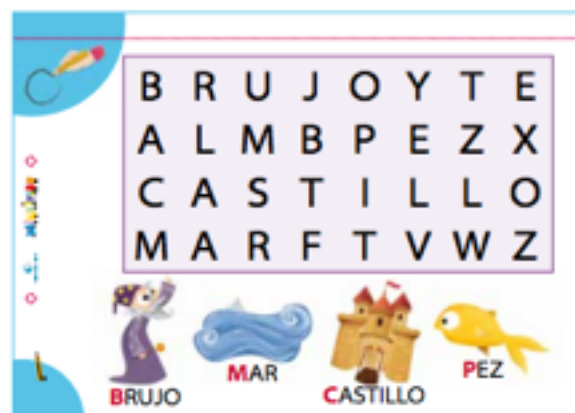 B R U J O Y T E
A L M B P E Z X
C A S T I L L O
M A R F T V W Z
BRUJO
MAR
CASTILLO
PEZ